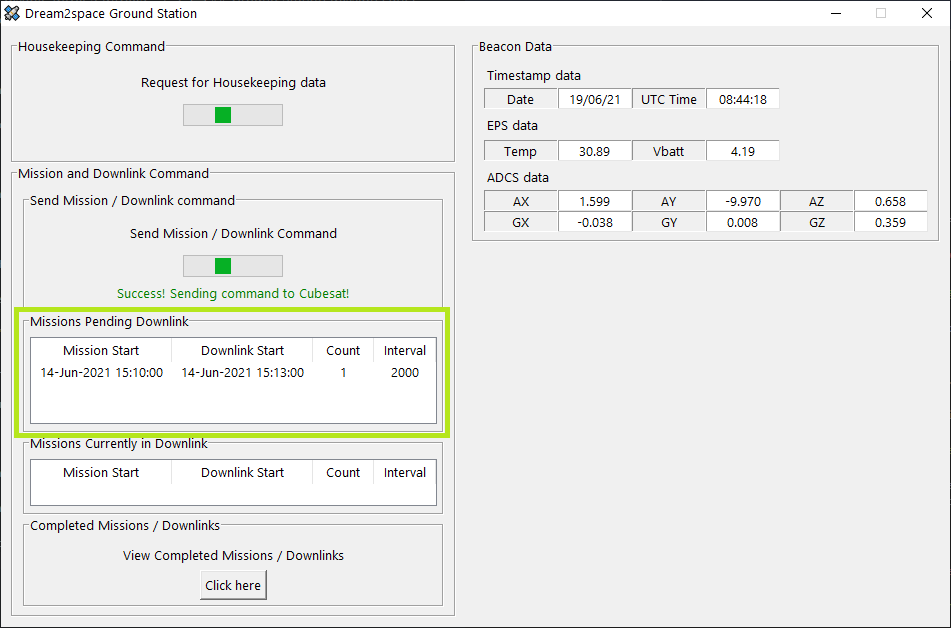 Dream2space Ground Station
Housekeeping Command
Request for Housekeeping data
Mission and Downlink Command
Send Mission / Downlink command
Send Mission / Downlink Command
Success! Sending command to Cubesat!
Missions Pending Downlink
Mission Start Downlink Start Count Interval
14-Jun-2021 15:10:00 14-Jun-2021 15:13:00 1 2000
Missions Currently in Downlink
Mission Start Downlink Start Count Interval
Completed Missions / Downlinks
View Completed Missions / Downlinks
Click here
Beacon Data
Timestamp data
Date 19/06/21 UTC Time 08:44:18
EPS data
Temp 30.89 Vbatt 4.19
ADCS data
AX 1.599 AY -9.970 AZ 0.658
GX -0.038 GY 0.008 GZ 0.359